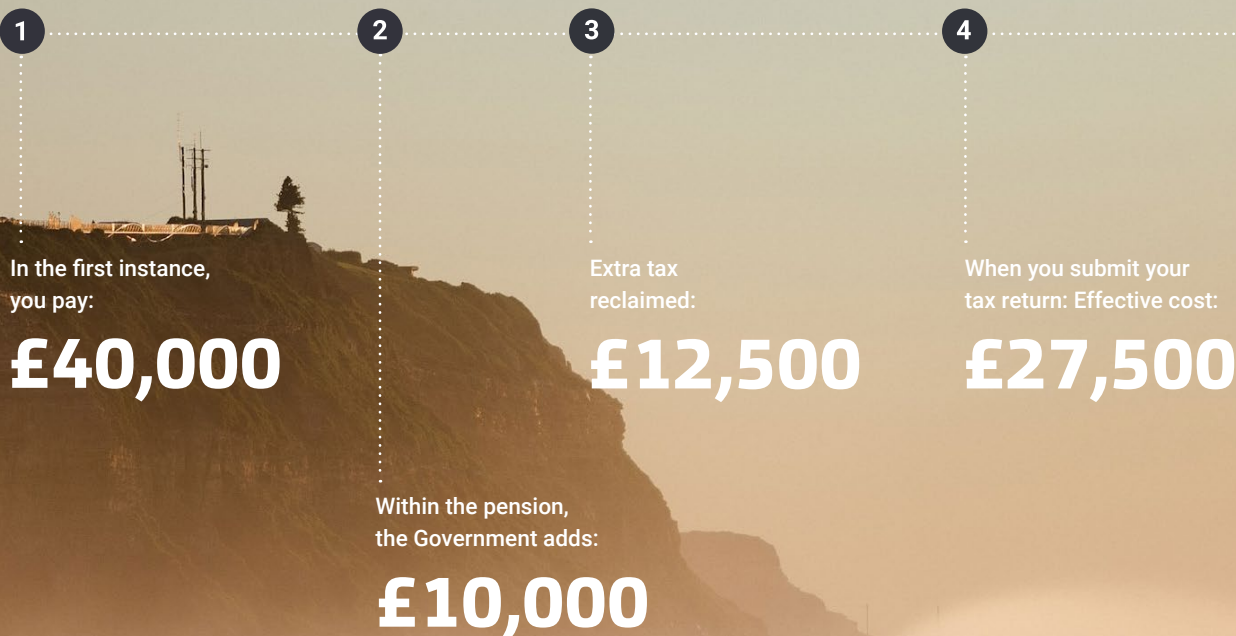 1
2
3
4
In the first instance,
you pay:
£40,000
Within the pension,
the Government adds:
£10,000
Extra tax
reclaimed:
£12,500
When you submit your
tax return: Effective cost:
£27,500